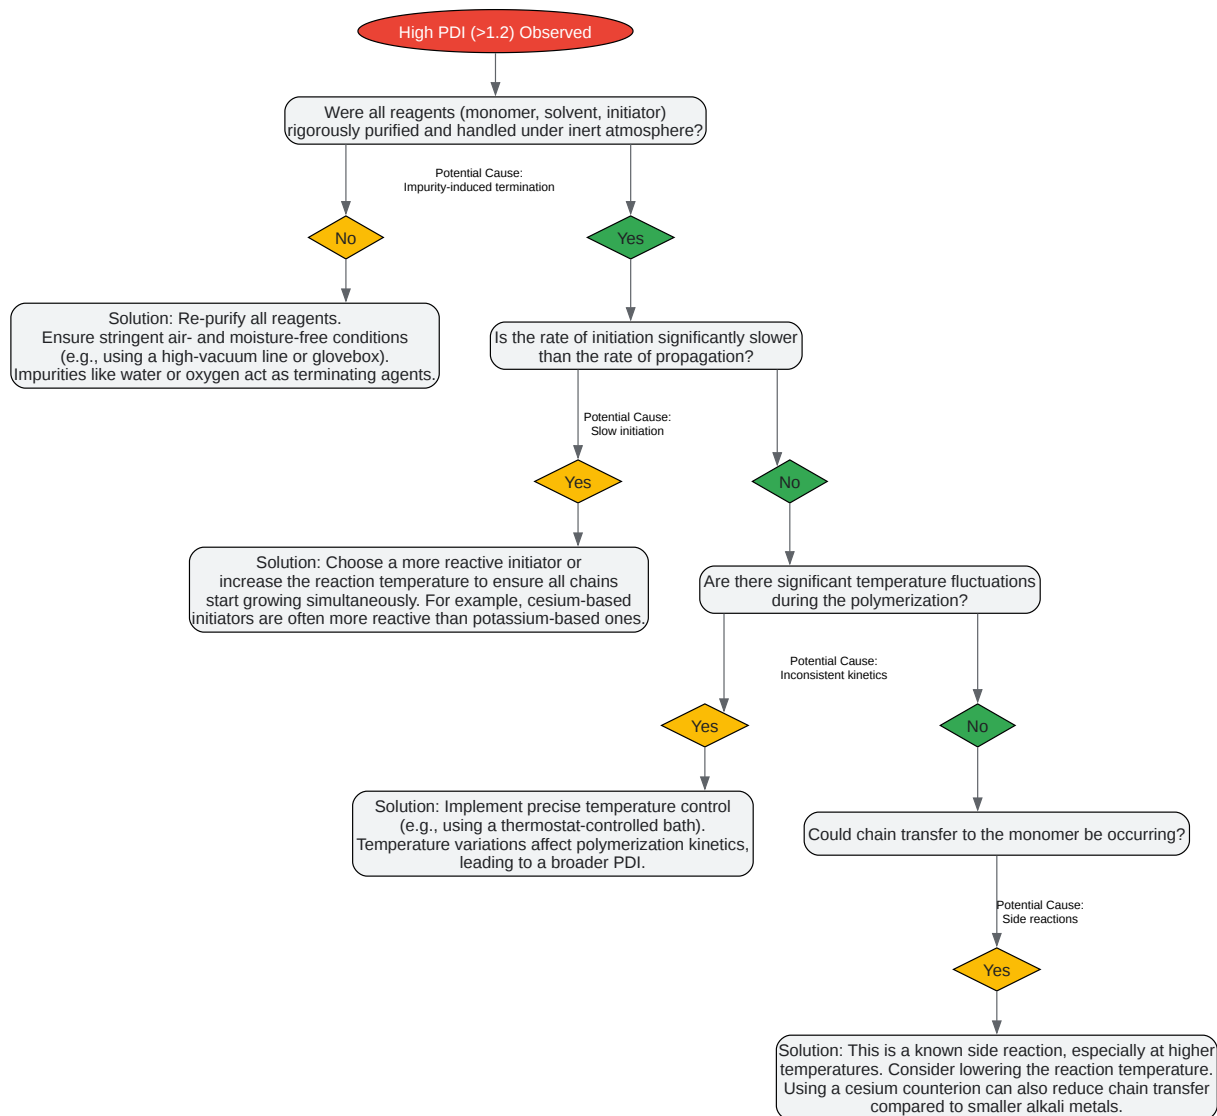 High PDI (>1.2) Observed
Were all reagents (monomer, solvent, initiator)
rigorously purified and handled under inert atmosphere?
Potential Cause:
Impurity-induced termination
No
Yes
Solution: Re-purify all reagents.
Ensure stringent air- and moisture-free conditions
(e.g., using a high-vacuum line or glovebox).
Impurities like water or oxygen act as terminating agents.
Is the rate of initiation significantly slower
than the rate of propagation?
Potential Cause:
Slow initiation
Yes
No
Solution: Choose a more reactive initiator or
increase the reaction temperature to ensure all chains
start growing simultaneously. For example, cesium-based
initiators are often more reactive than potassium-based ones.
Are there significant temperature fluctuations
during the polymerization?
Potential Cause:
Inconsistent kinetics
Yes
No
Solution: Implement precise temperature control
(e.g., using a thermostat-controlled bath).
Temperature variations affect polymerization kinetics,
leading to a broader PDI.
Could chain transfer to the monomer be occurring?
Potential Cause:
Side reactions
Yes
Solution: This is a known side reaction, especially at higher
temperatures. Consider lowering the reaction temperature.
Using a cesium counterion can also reduce chain transfer
compared to smaller alkali metals.